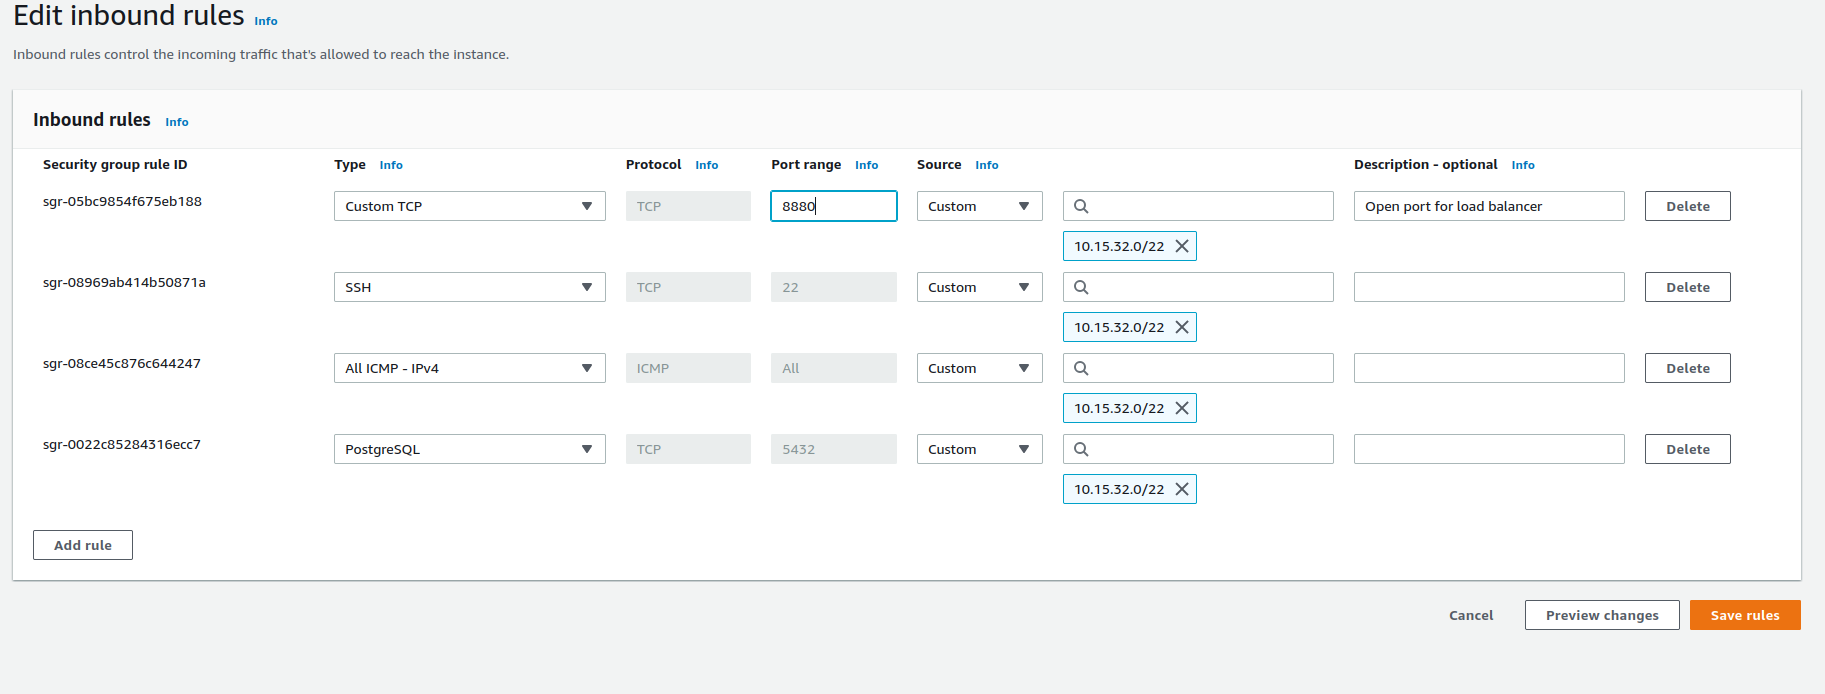 Edit inbound rules Info
Inbound rules control the incoming traffic that's allowed to reach the instance.
Inbound rules Info
Security group rule ID Type Info Protocol Info Port range Info Source Info Description - optional Info
sgr-05bc9854f675eb188 Custom TCP TCP 8880 Custom Open port for load balancer Delete
10.15.32.0/22
sgr-08969ab414b50871a SSH TCP 22 Custom Delete
10.15.32.0/22
sgr-08ce45c876c644247 All ICMP - IPv4 ICMP All Custom Delete
10.15.32.0/22
sgr-0022c85284316ecc7 PostgreSQL TCP 5432 Custom Delete
10.15.32.0/22
Add rule
Cancel Preview changes Save rules